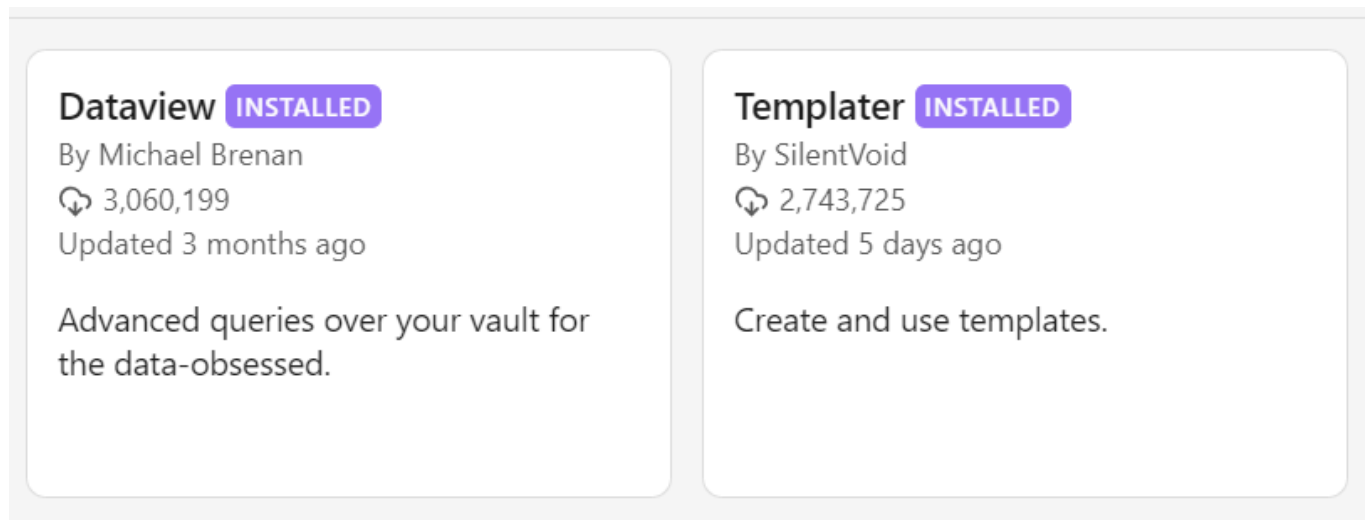 Dataview INSTALLED
By Michael Brenan
3,060,199
Updated 3 months ago
Advanced queries over your vault for
the data-obsessed.
Templater INSTALLED
By SilentVoid
2,743,725
Updated 5 days ago
Create and use templates.